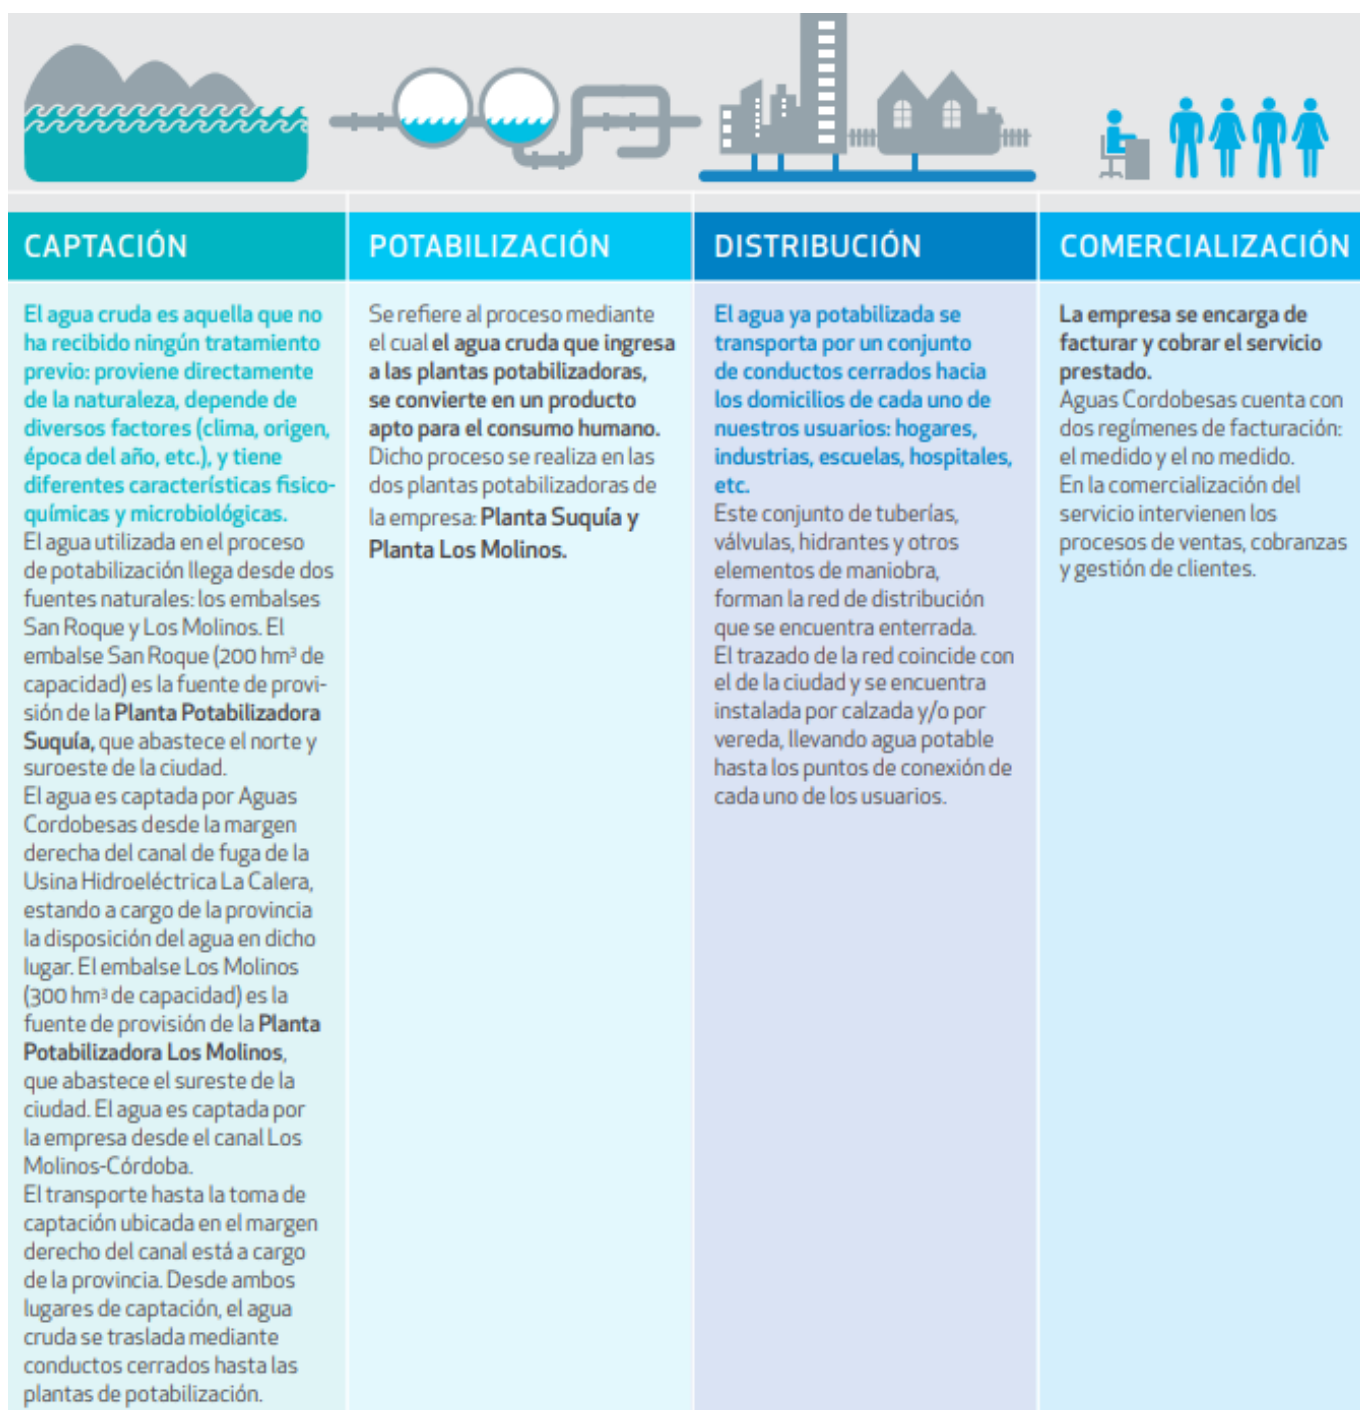 CAPTACIÓN
El agua cruda es aquella que no
ha recibido ningún tratamiento
previo: proviene directamente
de la naturaleza, depende de
diversos factores (clima, origen,
época del año, etc.), y tiene
diferentes características fisico-
químicas y microbiológicas.
El agua utilizada en el proceso
de potabilización llega desde dos
fuentes naturales: los embalses
San Roque y Los Molinos. El
embalse San Roque (200 hm³ de
capacidad) es la fuente de provi-
sión de la Planta Potabilizadora
Suquía, que abastece el norte y
suroeste de la ciudad.
El agua es captada por Aguas
Cordobesas desde la margen
derecha del canal de fuga de la
Usina Hidroeléctrica La Calera,
estando a cargo de la provincia
la disposición del agua en dicho
lugar. El embalse Los Molinos
(300 hm³ de capacidad) es la
fuente de provisión de la Planta
Potabilizadora Los Molinos,
que abastece el sureste de la
ciudad. El agua es captada por
la empresa desde el canal Los
Molinos-Córdoba.
El transporte hasta la toma de
captación ubicada en el margen
derecho del canal está a cargo
de la provincia. Desde ambos
lugares de captación, el agua
cruda se traslada mediante
conductos cerrados hasta las
plantas de potabilización.
POTABILIZACIÓN
Se refiere al proceso mediante
el cual el agua cruda que ingresa
a las plantas potabilizadoras,
se convierte en un producto
apto para el consumo humano.
Dicho proceso se realiza en las
dos plantas potabilizadoras de
la empresa: Planta Suquía y
Planta Los Molinos.
DISTRIBUCIÓN
El agua ya potabilizada se
transporta por un conjunto
de conductos cerrados hacia
los domicilios de cada uno de
nuestros usuarios: hogares,
industrias, escuelas, hospitales,
etc.
Este conjunto de tuberías,
válvulas, hidrantes y otros
elementos de maniobra,
forman la red de distribución
que se encuentra enterrada.
El trazado de la red coincide con
el de la ciudad y se encuentra
instalada por calzada y/o por
vereda, llevando agua potable
hasta los puntos de conexión de
cada uno de los usuarios.
COMERCIALIZACIÓN
La empresa se encarga de
facturar y cobrar el servicio
prestado.
Aguas Cordobesas cuenta con
dos regímenes de facturación:
el medido y el no medido.
En la comercialización del
servicio intervienen los
procesos de ventas, cobranzas
y gestión de clientes.